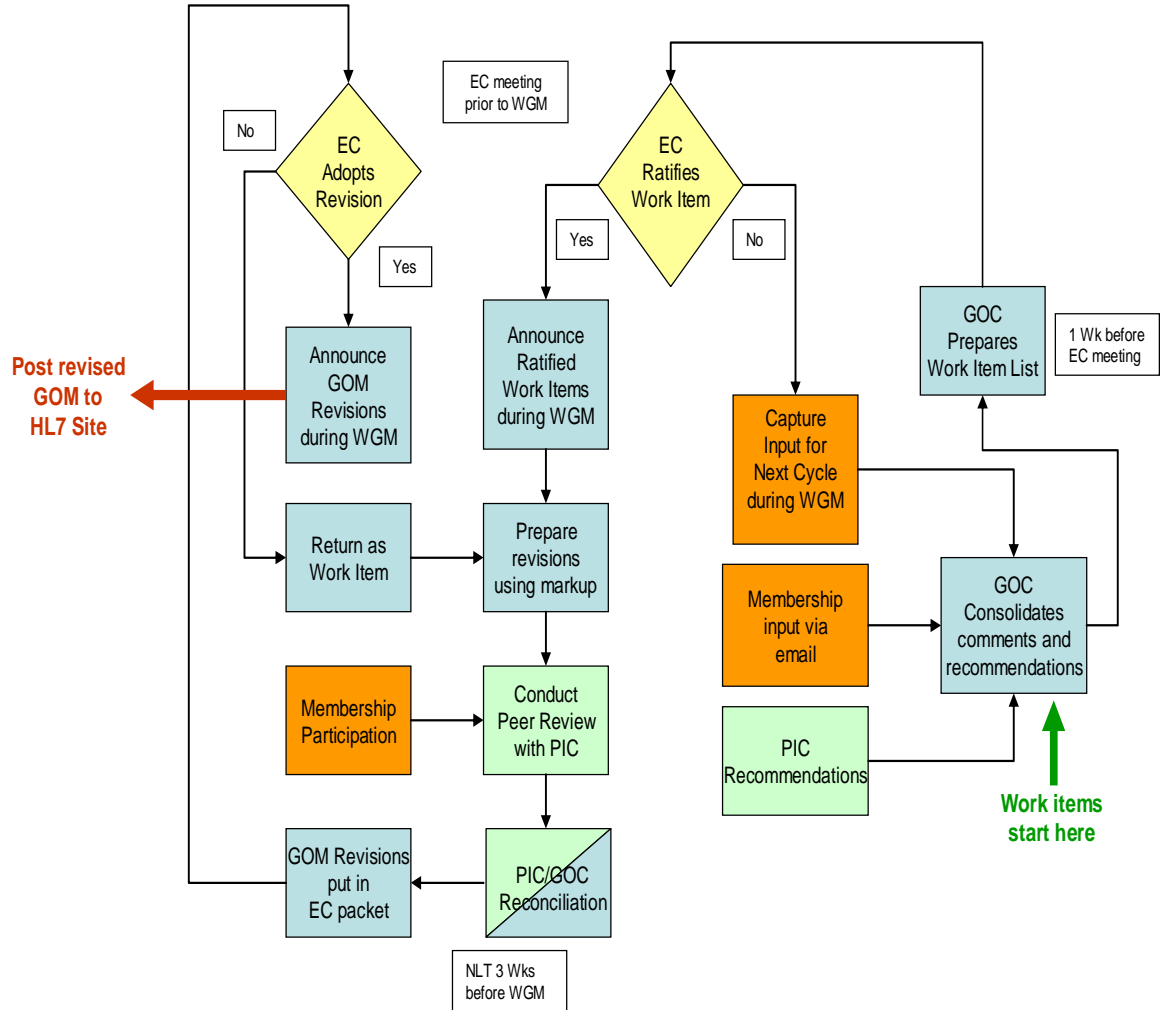 EC meeting
prior to WGM
No
EC
Adopts
Revision
EC
Ratifies
Work Item
Yes
Yes
No
Post revised
GOM to
HL7 Site
Announce
GOM
Revisions
during WGM
Announce
Ratified
Work Items
during WGM
GOC
Prepares
Work Item List
1 Wk before
EC meeting
Capture
Input for
Next Cycle
during WGM
Return as
Work Item
Prepare
revisions
using markup
Membership
input via
email
GOC
Consolidates
comments and
recommendations
Membership
Participation
Conduct
Peer Review
with PIC
PIC
Recommendations
Work items
start here
GOM Revisions
put in
EC packet
PIC/GOC
Reconciliation
NLT 3 Wks
before WGM